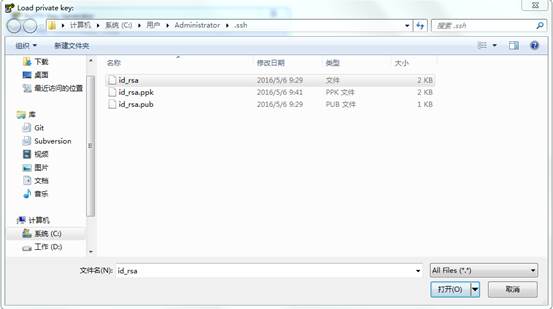 Load private key:
计算机 系统 (C:) 用户 Administrator .ssh
搜索 .ssh
组织 新建文件夹
名称 修改日期 类型 大小
下载
桌面
最近访问的位置
库
Git
Subversion
视频
图片
文档
音乐
计算机
系统 (C:)
工作 (D:)
id_rsa 2016/5/6 9:29 文件 2 KB
id_rsa.ppk 2016/5/6 9:41 PPK 文件 2 KB
id_rsa.pub 2016/5/6 9:29 PUB 文件 1 KB
文件名(N): id_rsa
All Files (*.*)
打开(O) 取消